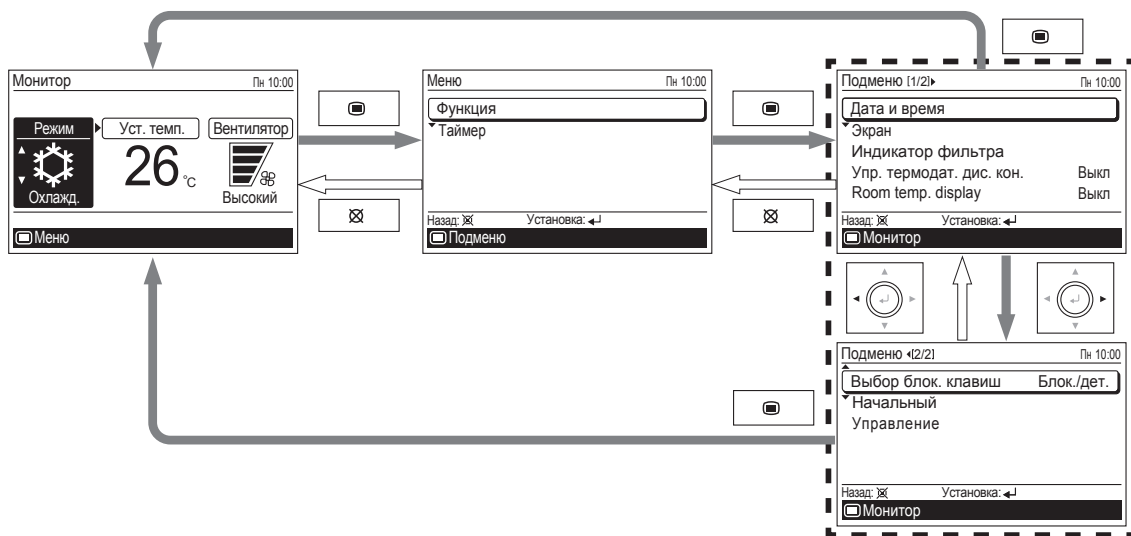 Монитор Пн 10:00
Режим Уст. темп. Вентилятор
26 °C
Охлажд. Высокий
Меню
Меню Пн 10:00
Функция
Таймер
Назад: Установка:
Подменю
Подменю [1/2] Пн 10:00
Дата и время
Экран
Индикатор фильтра
Упр. термодат. дис. кон. Выкл
Room temp. display Выкл
Назад: Установка:
Монитор
Подменю [2/2] Пн 10:00
Выбор блок. клавиш Блок./дет.
Начальный
Управление
Назад: Установка:
Монитор